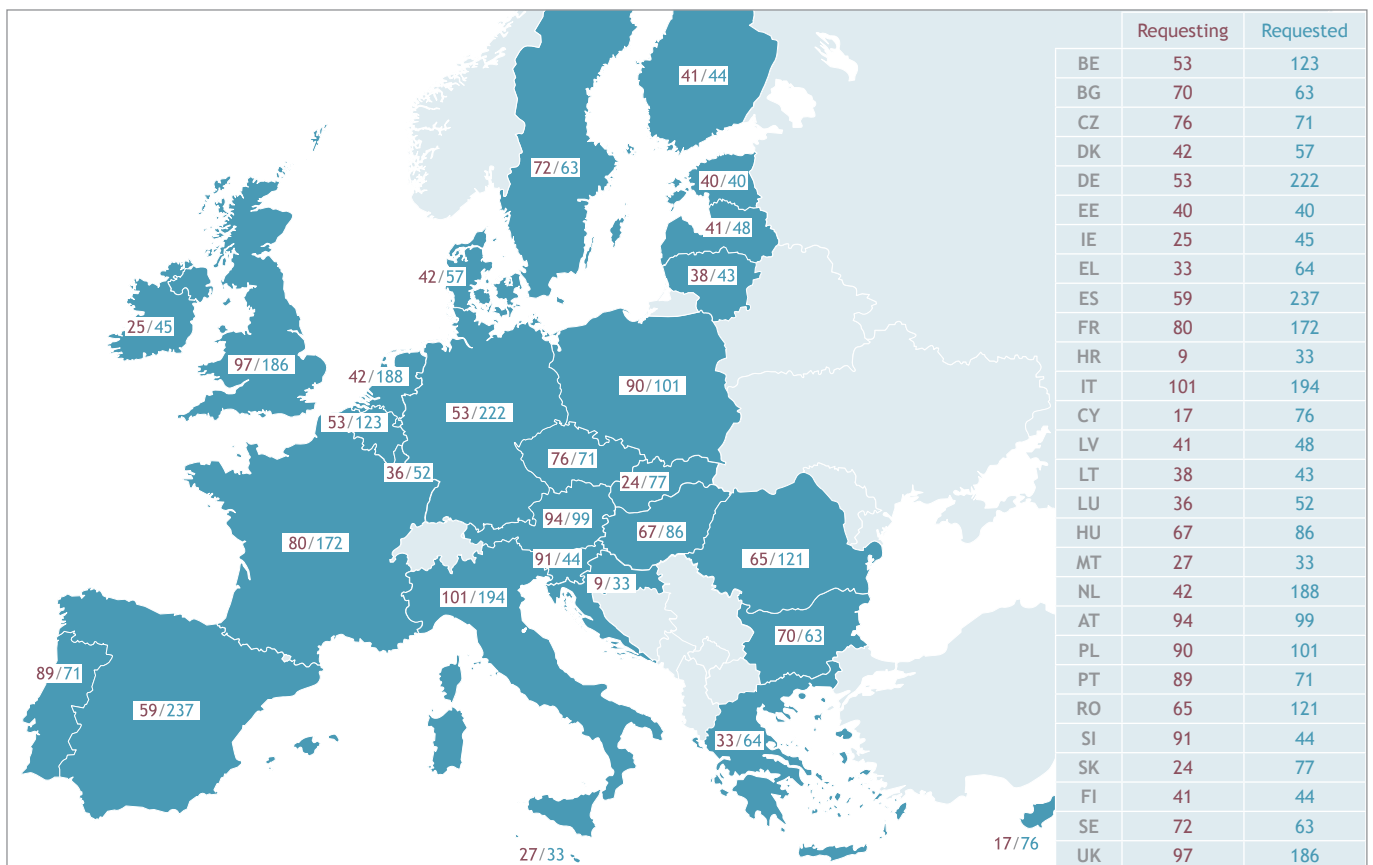 41/44
72/63
40/40
41/48
38/43
42/57
25/45
97/186
42/188
90/101
53/222
53/123
76/71
36/52
24/77
94/99
67/86
80/172
91/44
65/121
9/33
101/194
70/63
89/71
59/237
33/64
17/76
27/33
Requesting Requested
BE 53 123
BG 70 63
CZ 76 71
DK 42 57
DE 53 222
EE 40 40
IE 25 45
EL 33 64
ES 59 237
FR 80 172
HR 9 33
IT 101 194
CY 17 76
LV 41 48
LT 38 43
LU 36 52
HU 67 86
MT 27 33
NL 42 188
AT 94 99
PL 90 101
PT 89 71
RO 65 121
SI 91 44
SK 24 77
FI 41 44
SE 72 63
UK 97 186